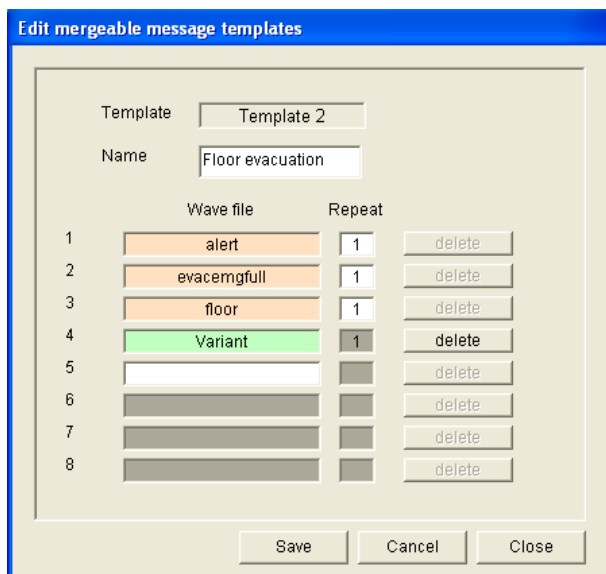 Edit mergeable message templates
Template Template 2
Name Floor evacuation
Wave file Repeat
1 alert 1 delete
2 evacemgfull 1 delete
3 floor 1 delete
4 Variant 1 delete
5 delete
6 delete
7 delete
8 delete
Save Cancel Close